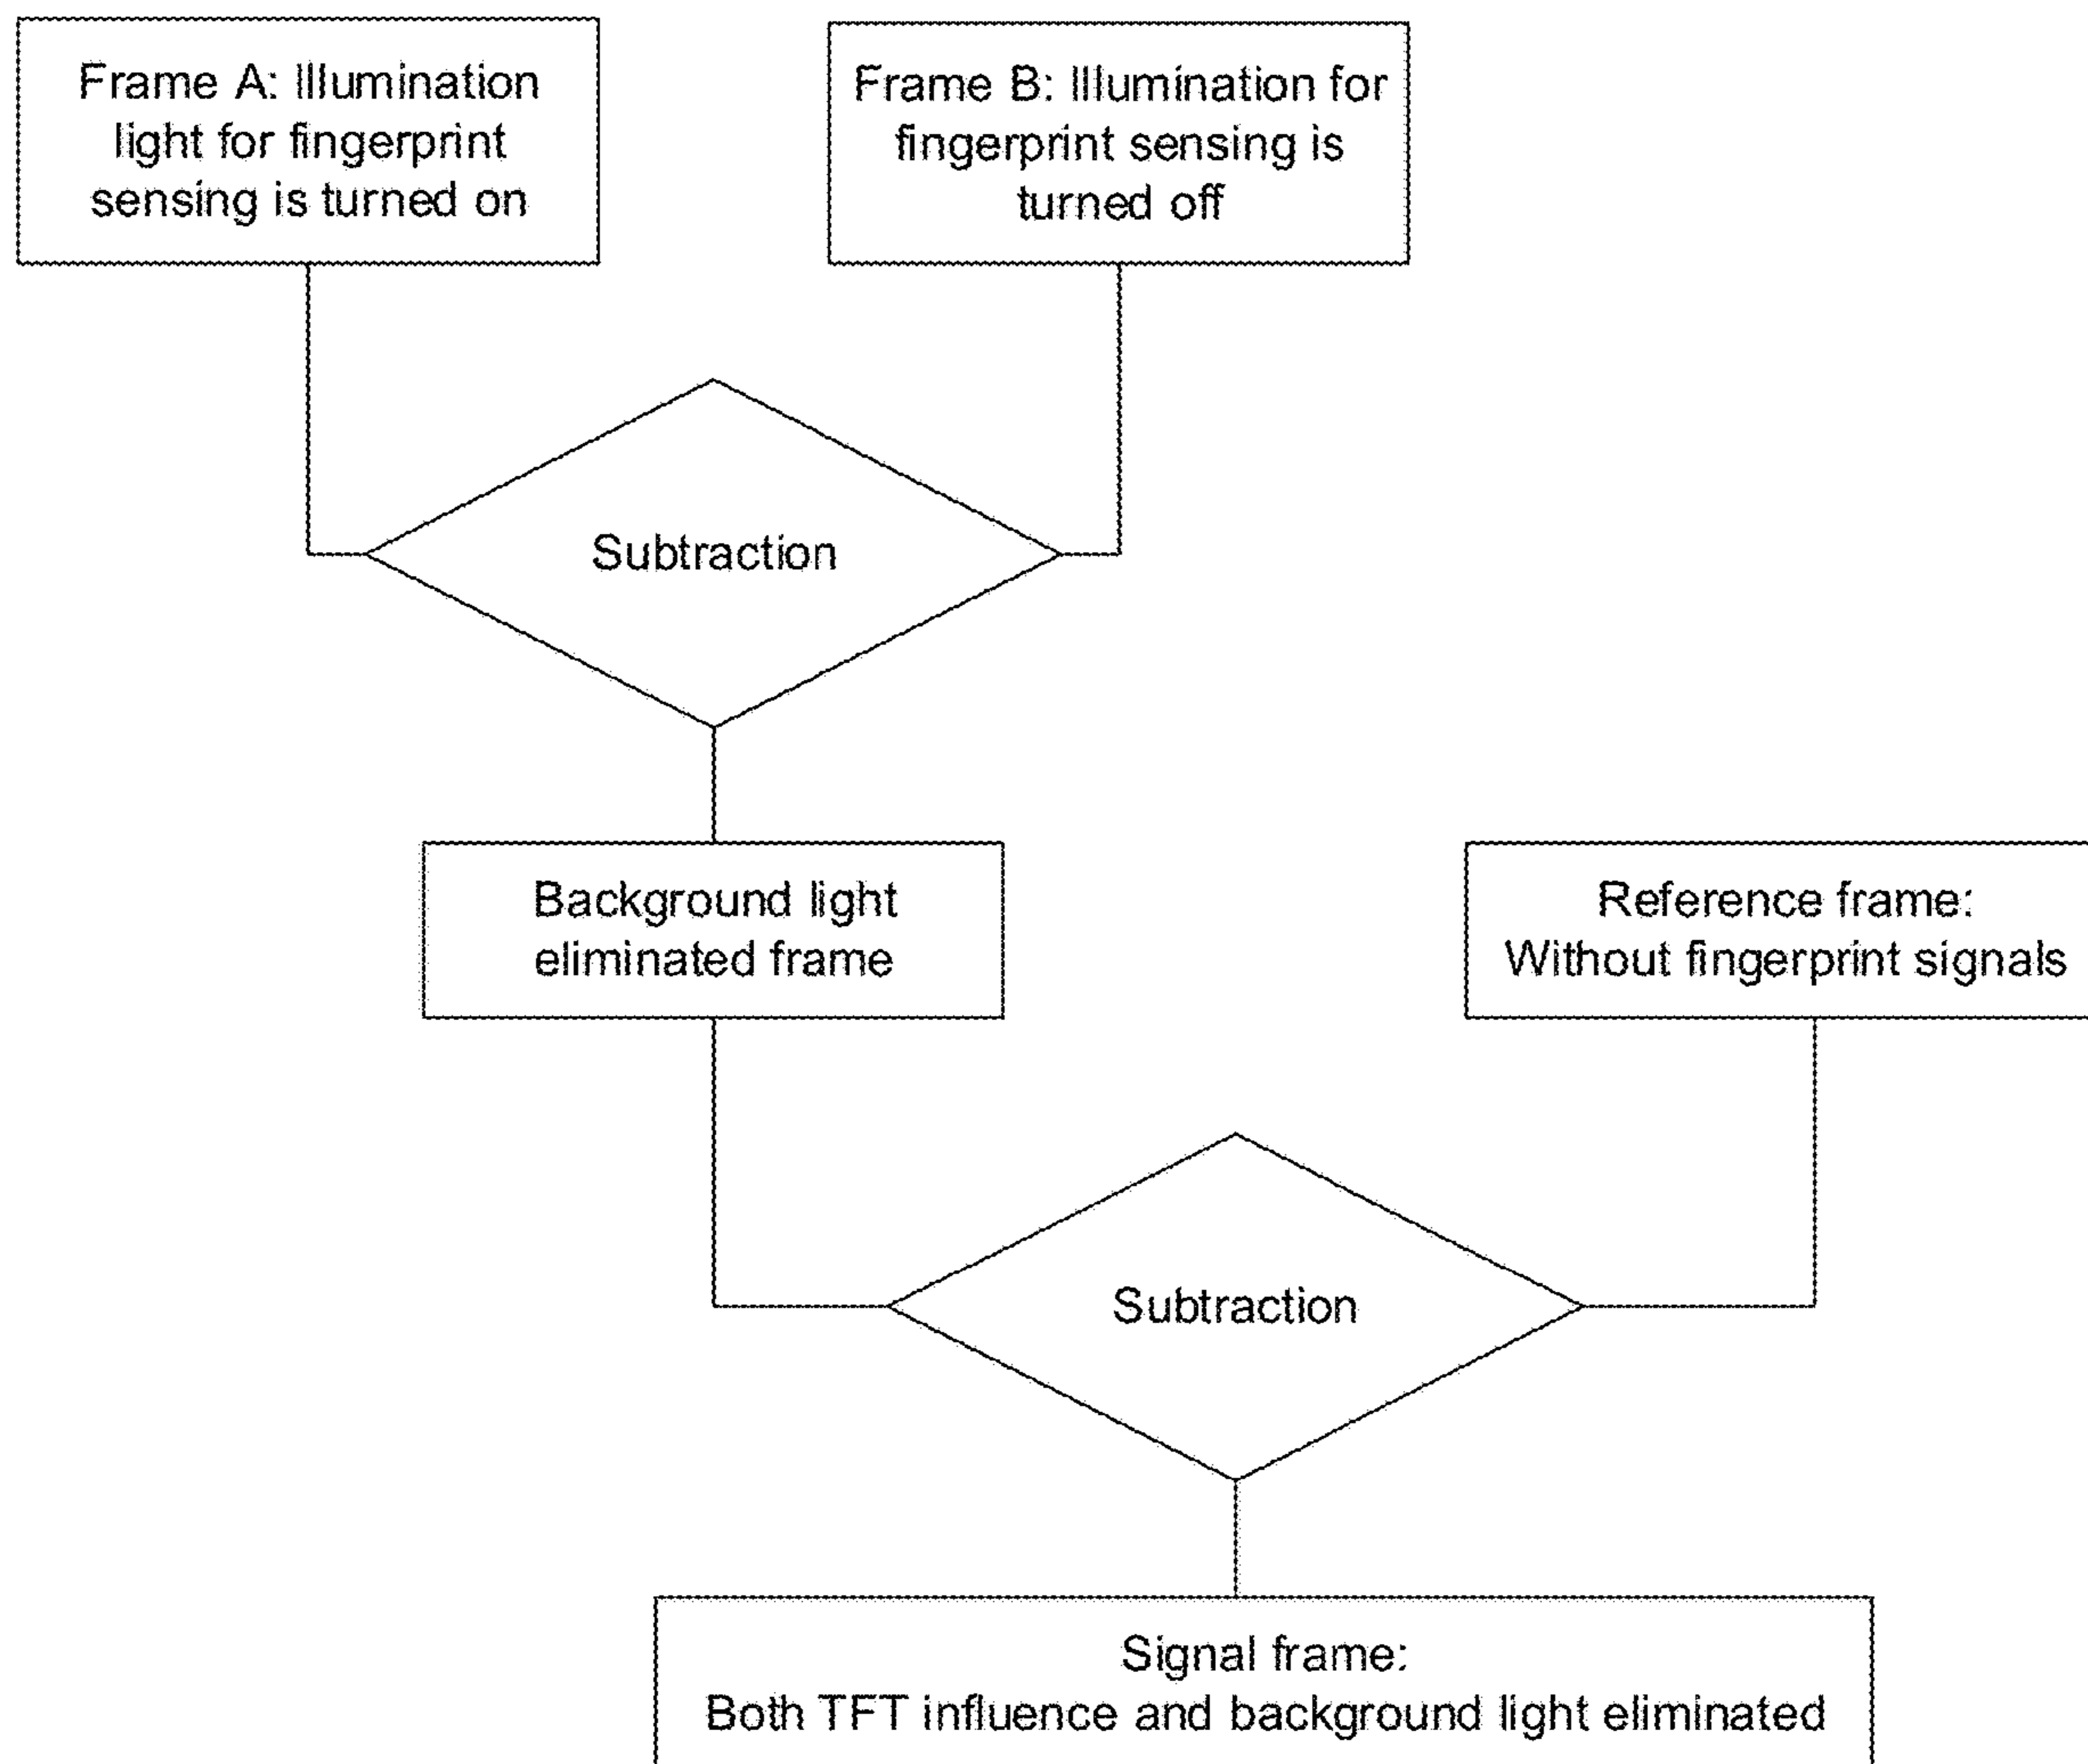 Frame A: Illumination
light for fingerprint
sensing is turned on
Frame B: Illumination for
fingerprint sensing is
turned off
Subtraction
Background light
eliminated frame
Reference frame:
Without fingerprint signals
Subtraction
Signal frame:
Both TFT influence and background light eliminated